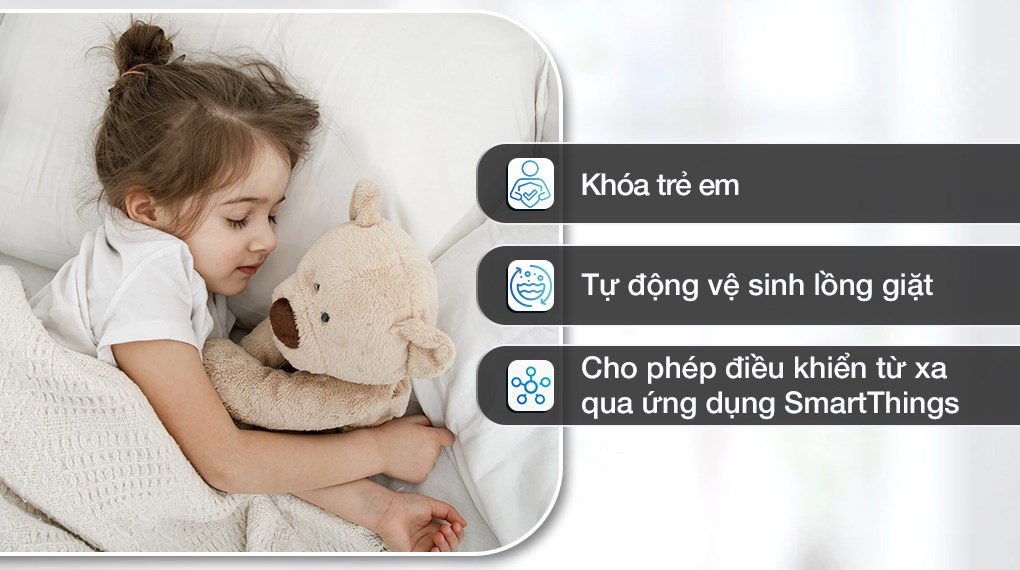 Khóa trẻ em
Tự động vệ sinh lồng giặt
Cho phép điều khiển từ xa
qua ứng dụng SmartThings